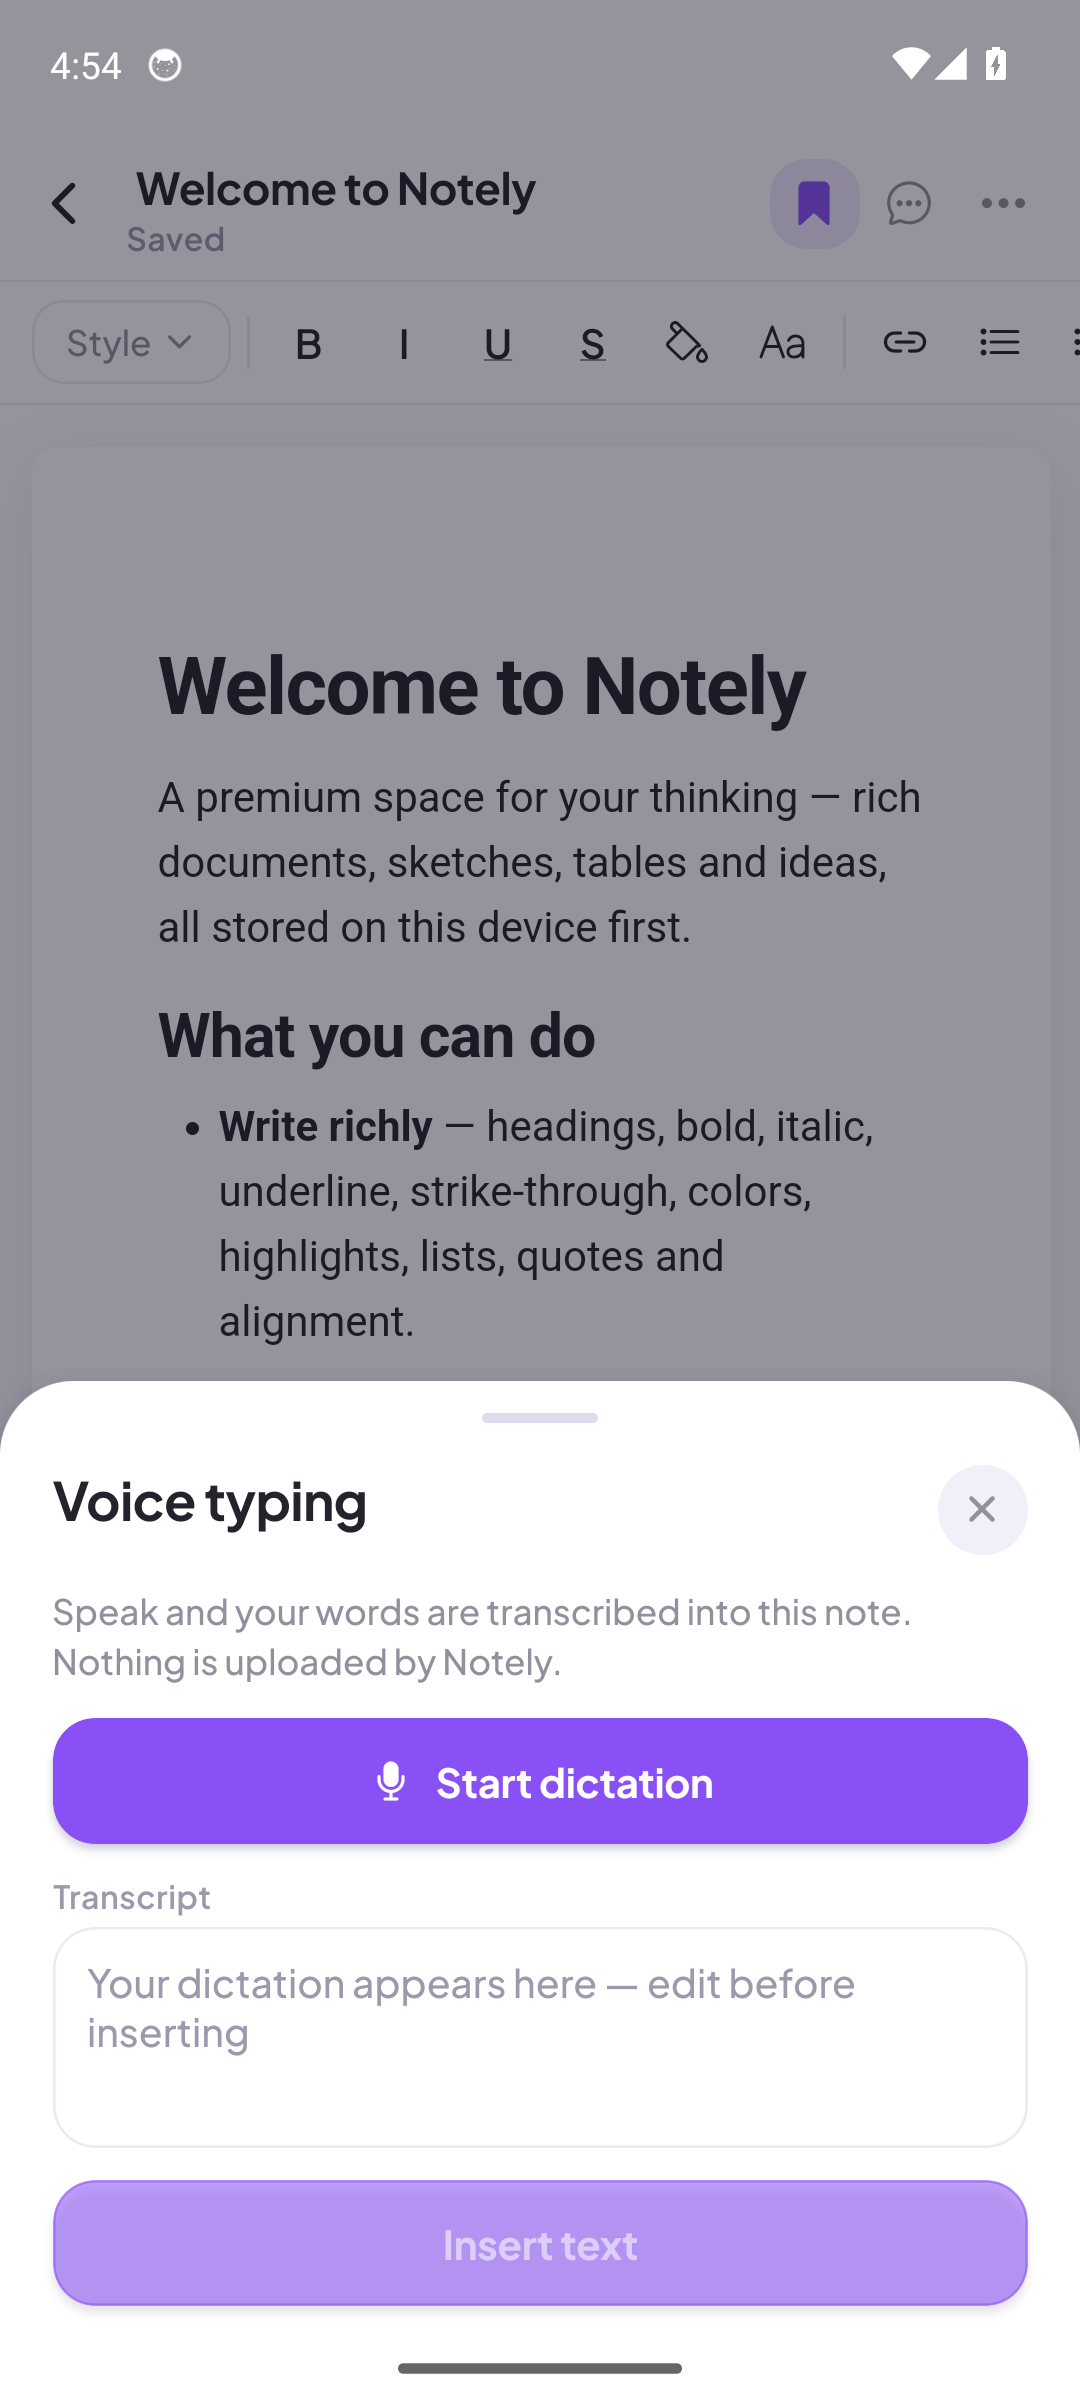 4:54
Welcome to Notely
Saved
Style B I U S Aa
Welcome to Notely
A premium space for your thinking — rich
documents, sketches, tables and ideas,
all stored on this device first.
What you can do
• Write richly — headings, bold, italic,
underline, strike-through, colors,
highlights, lists, quotes and
alignment.
Voice typing
Speak and your words are transcribed into this note.
Nothing is uploaded by Notely.
Start dictation
Transcript
Your dictation appears here — edit before
inserting
Insert text